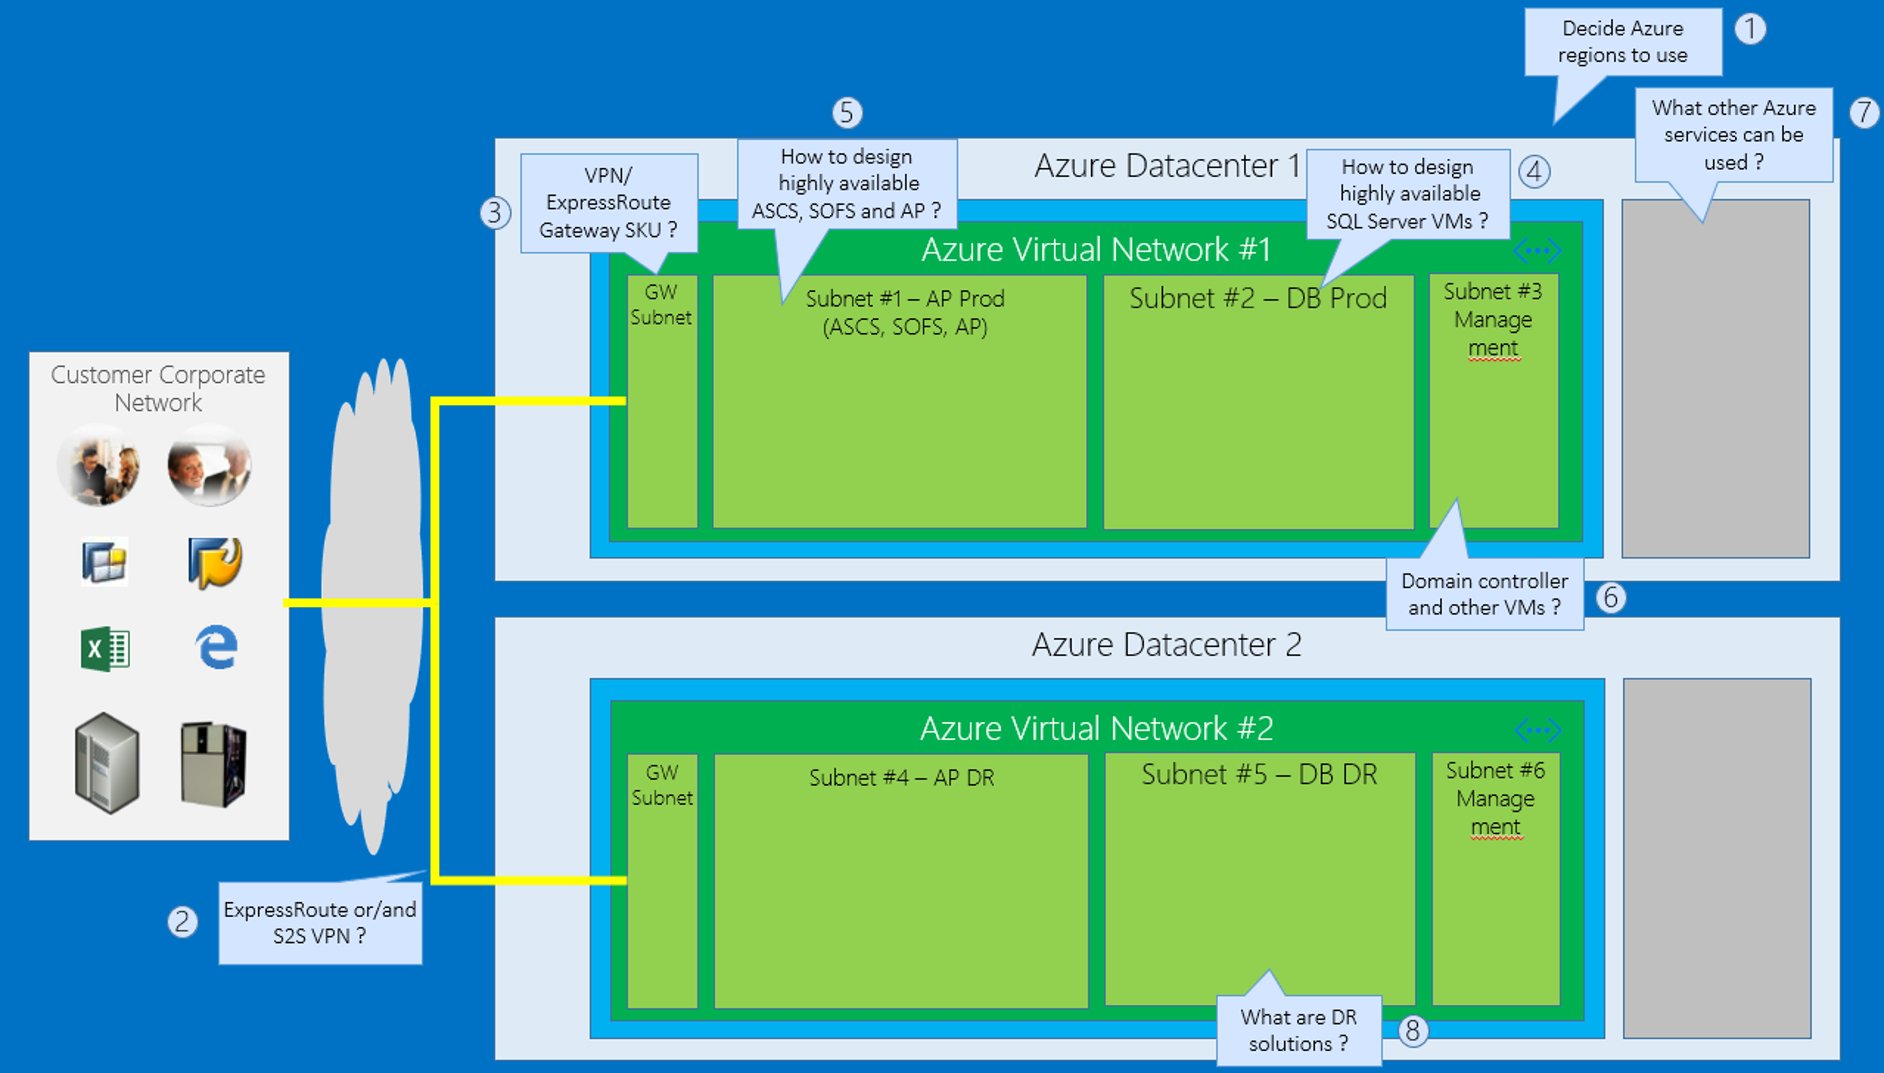 Decide Azure
regions to use
1
What other Azure
services can be
used ?
7
5
How to design
highly available
ASCS, SOFS and AP ?
Azure Datacenter 1
How to design
highly available
SQL Server VMs ?
4
3
VPN/
ExpressRoute
Gateway SKU ?
Azure Virtual Network #1
GW
Subnet
Subnet #1 – AP Prod
(ASCS, SOFS, AP)
Subnet #2 – DB Prod
Subnet #3
Manage
ment
Customer Corporate
Network
Domain controller
and other VMs ?
6
Azure Datacenter 2
Azure Virtual Network #2
GW
Subnet
Subnet #4 – AP DR
Subnet #5 – DB DR
Subnet #6
Manage
ment
2
ExpressRoute or/and
S2S VPN ?
What are DR
solutions ?
8